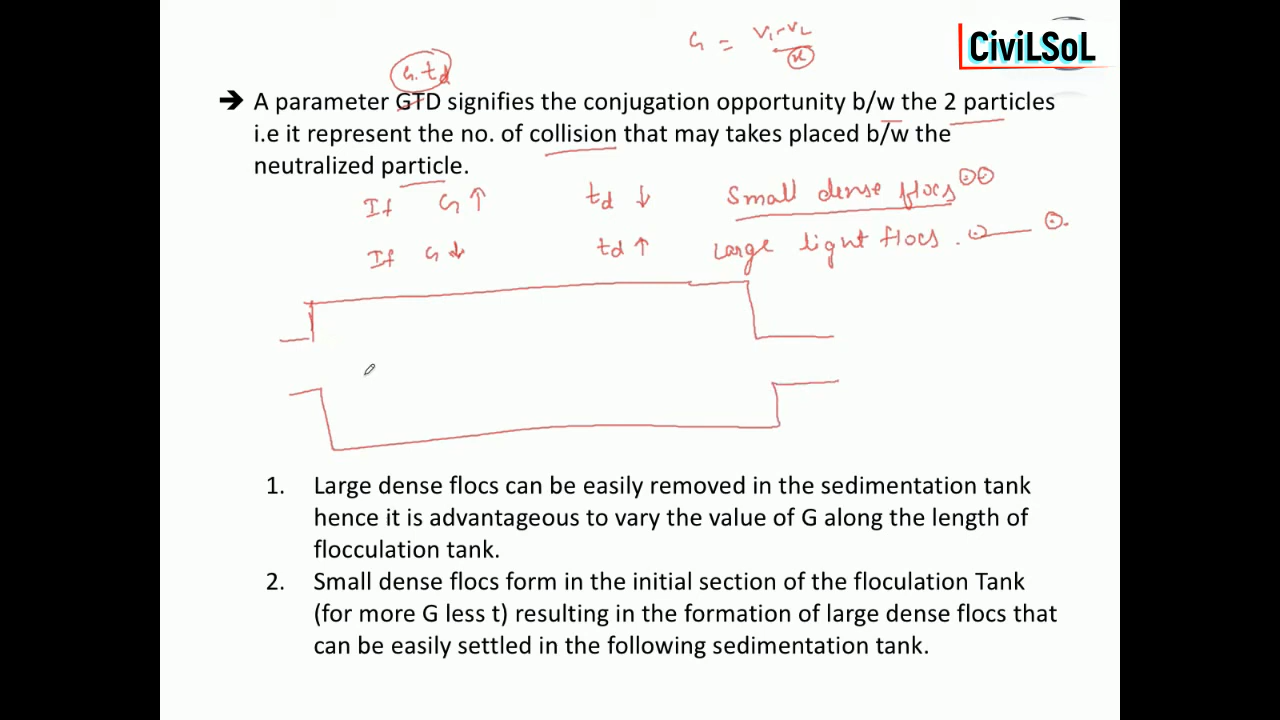 G = v₁-v₂ / x
CiviLSoL
G.td
➔ A parameter GTD signifies the conjugation opportunity b/w the 2 particles
i.e it represent the no. of collision that may takes placed b/w the
neutralized particle.
If G↑ td ↓ Small dense flocs
If G↓ td ↑ Large light flocs.
1. Large dense flocs can be easily removed in the sedimentation tank
hence it is advantageous to vary the value of G along the length of
flocculation tank.
2. Small dense flocs form in the initial section of the floculation Tank
(for more G less t) resulting in the formation of large dense flocs that
can be easily settled in the following sedimentation tank.